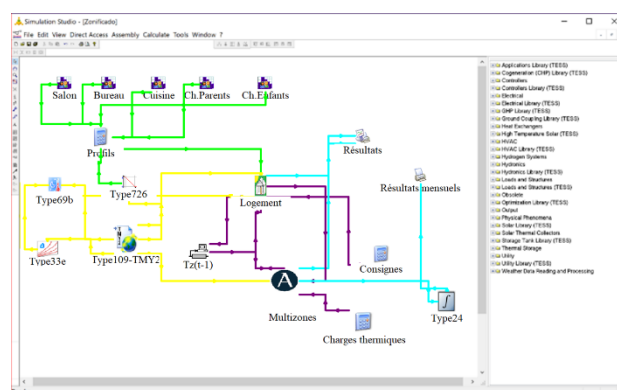 Simulation Studio - [Zonificado]
File Edit View Direct Access Assembly Calculate Tools Window ?
Salon Bureau Cuisine Ch.Parents Ch.Enfants
Profils
Résultats
Type69b Type726 Logement Résultats mensuels
Type33e Type109-TMY2 Tz(t-1) Consignes
A
Multizones Type24
Charges thermiques
Applications Library (TESS)
Cogeneration (CHP) Library (TESS)
Controllers
Controllers Library (TESS)
Electrical
Electrical Library (TESS)
GHP Library (TESS)
Ground Coupling Library (TESS)
Heat Exchangers
High Temperature Solar (TESS)
HVAC
HVAC Library (TESS)
Hydrogen Systems
Hydronics
Hydronics Library (TESS)
Loads and Structures
Loads and Structures (TESS)
Obsolete
Optimization Library (TESS)
Output
Physical Phenomena
Solar Library (TESS)
Solar Thermal Collectors
Storage Tank Library (TESS)
Thermal Storage
Utility
Utility Library (TESS)
Weather Data Reading and Processing